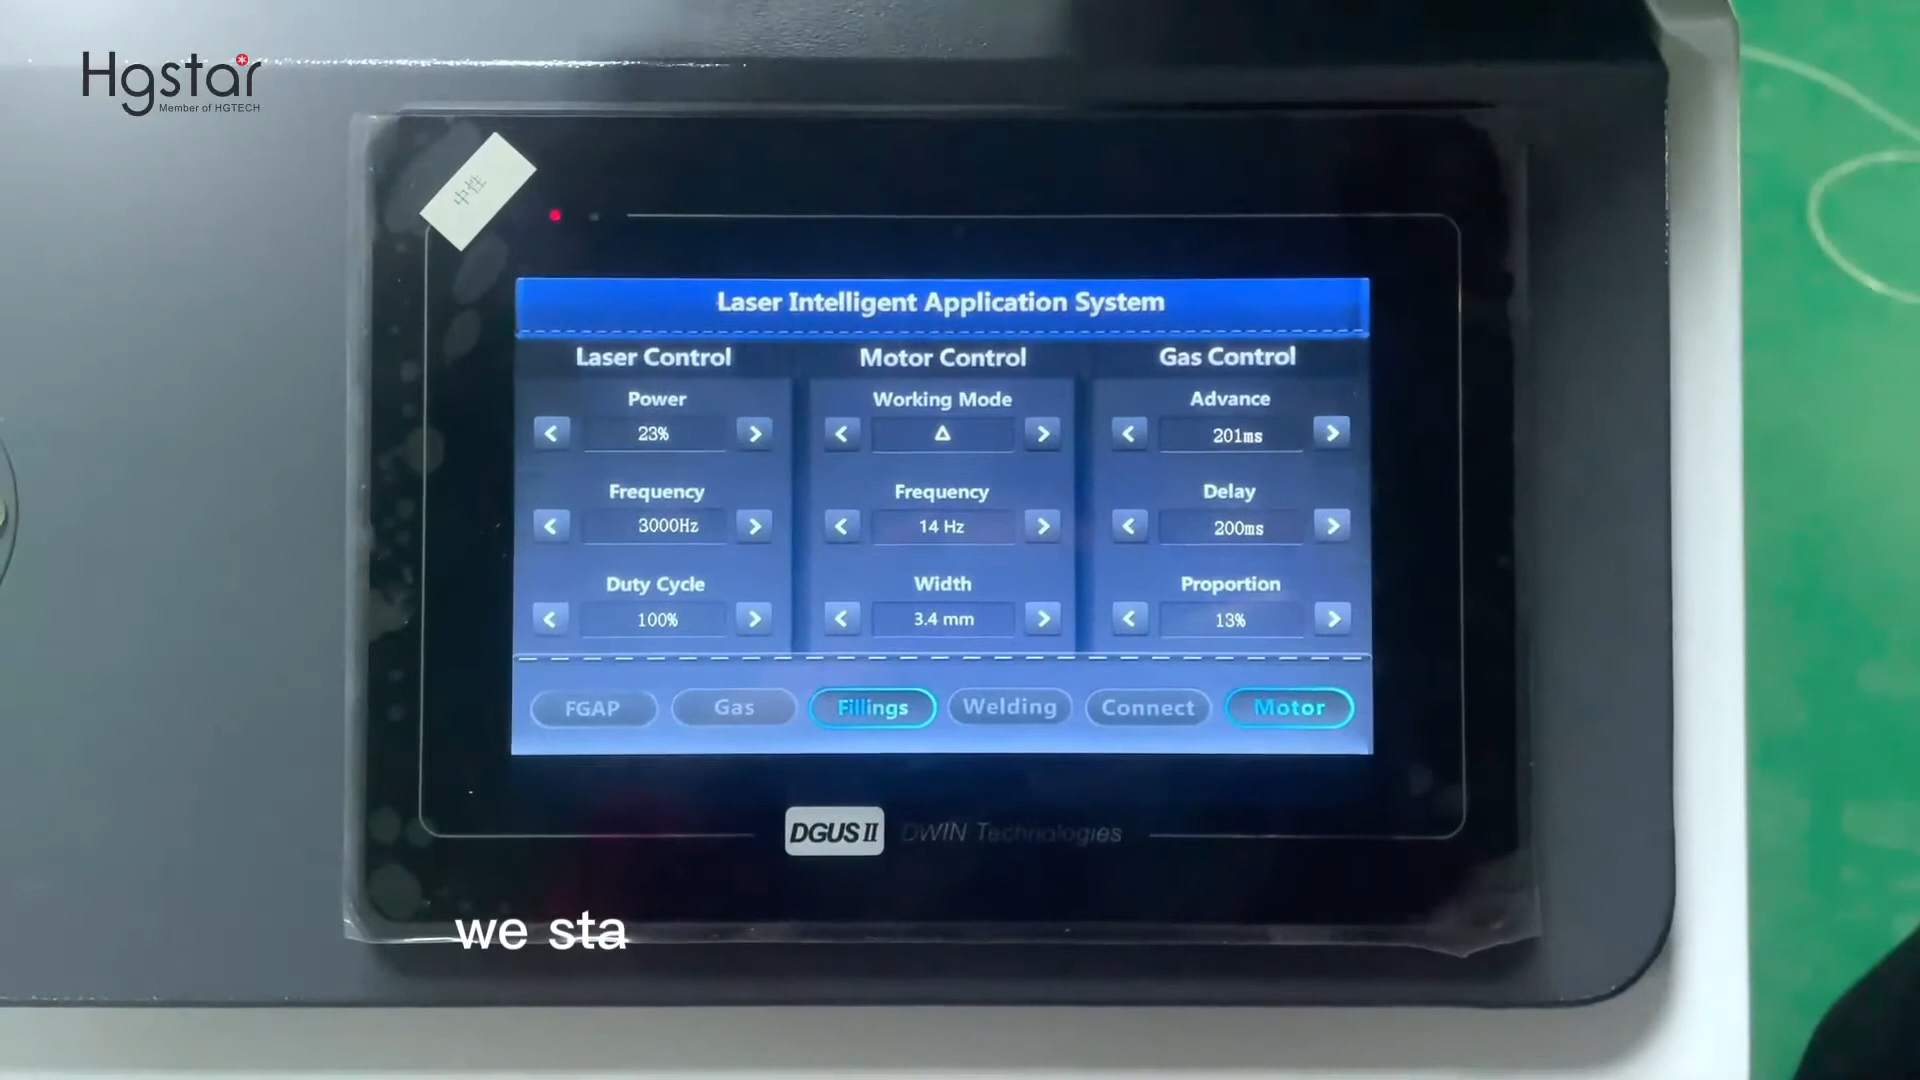 Hgstar
Member of HGTECH
中性
Laser Intelligent Application System
Laser Control
Motor Control
Gas Control
Power
Working Mode
Advance
23%
Δ
201ms
Frequency
Frequency
Delay
3000Hz
14 Hz
200ms
Duty Cycle
Width
Proportion
100%
3.4 mm
13%
FGAP
Gas
Fillings
Welding
Connect
Motor
DGUS II
DWIN Technologies
we sta